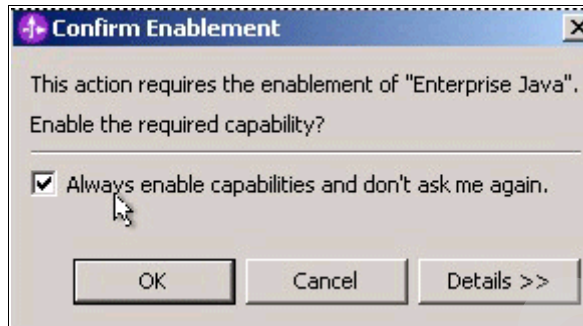 Confirm Enablement
This action requires the enablement of "Enterprise Java".
Enable the required capability?
Always enable capabilities and don't ask me again.
OK Cancel Details >>